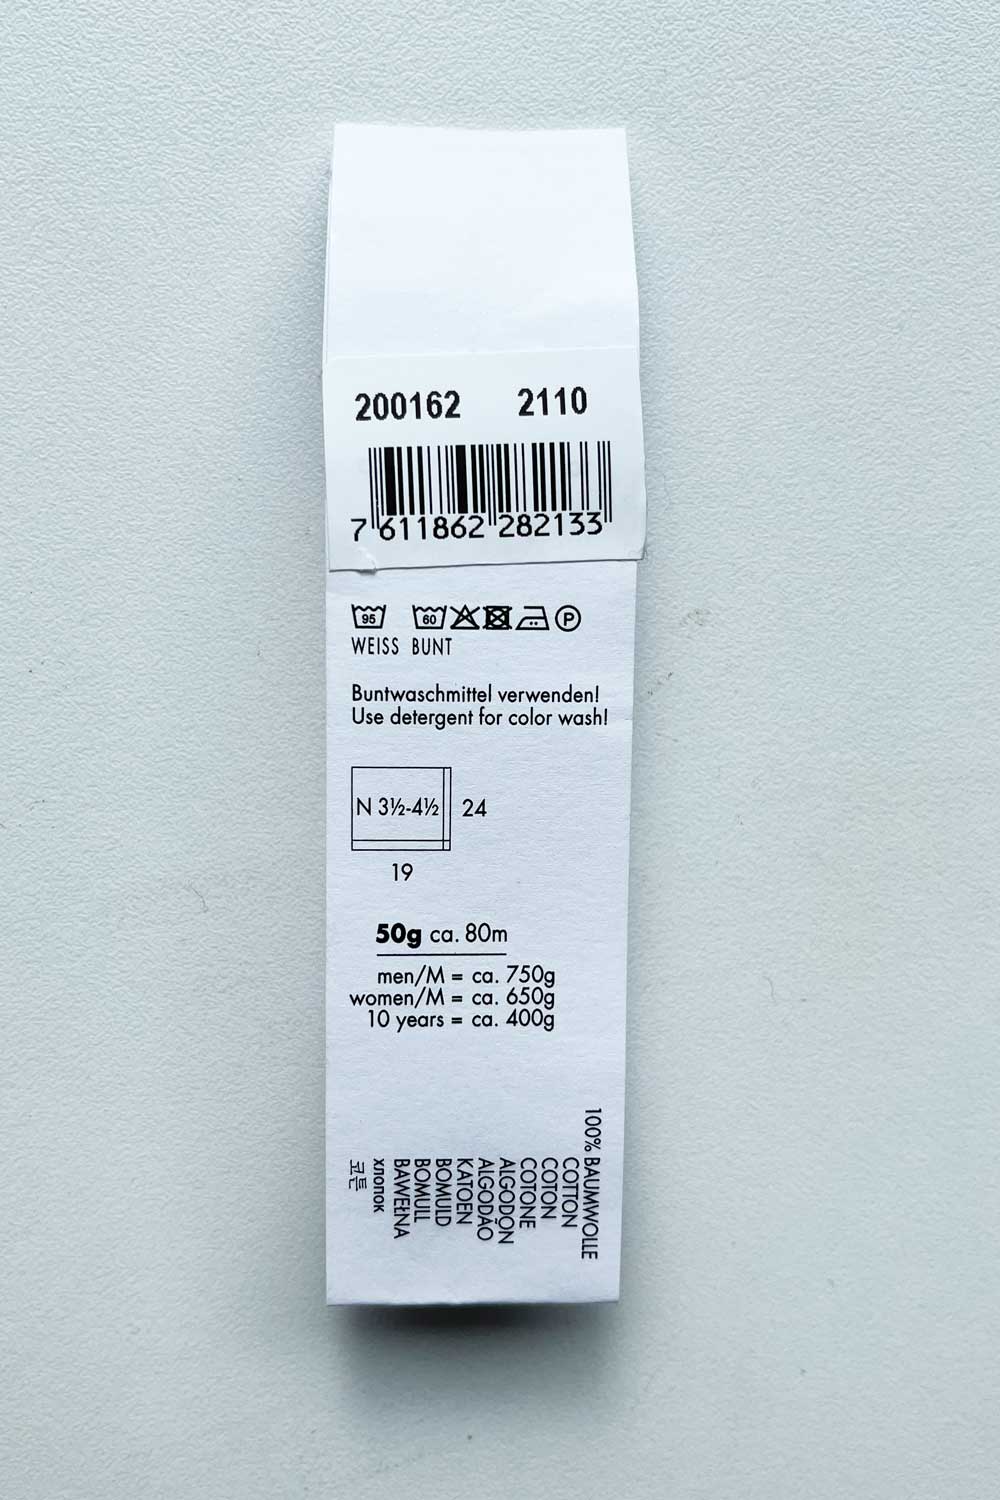 200162 2110
7 611862 282133
95 60 P
WEISS BUNT
Buntwaschmittel verwenden!
Use detergent for color wash!
N 3½-4½ 24
19
50g ca. 80m
men/M = ca. 750g
women/M = ca. 650g
10 years = ca. 400g
100% BAUMWOLLE
COTTON
COTON
COTONE
ALGODÓN
ALGODÃO
KATOEN
BOMULD
BOMULL
BAWEŁNA
хлопок
코튼